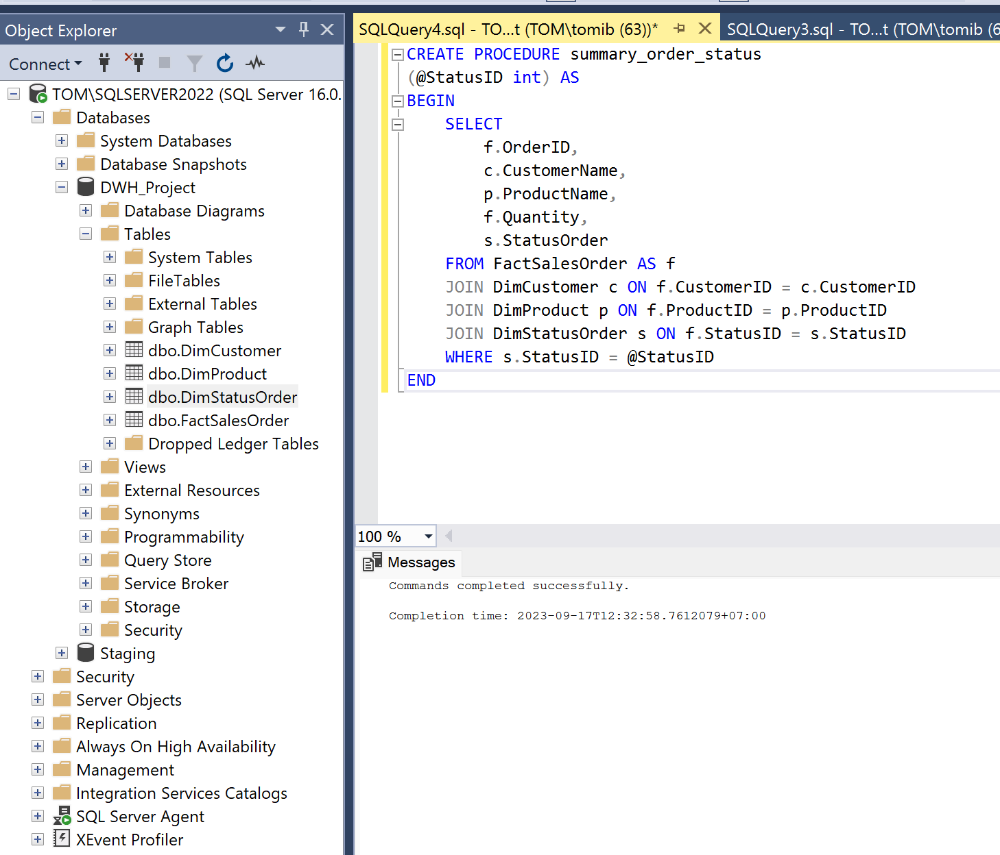 Object Explorer
Connect
TOM\SQLSERVER2022 (SQL Server 16.0.
Databases
System Databases
Database Snapshots
DWH_Project
Database Diagrams
Tables
System Tables
FileTables
External Tables
Graph Tables
dbo.DimCustomer
dbo.DimProduct
dbo.DimStatusOrder
dbo.FactSalesOrder
Dropped Ledger Tables
Views
External Resources
Synonyms
Programmability
Query Store
Service Broker
Storage
Security
Staging
Security
Server Objects
Replication
Always On High Availability
Management
Integration Services Catalogs
SQL Server Agent
XEvent Profiler
SQLQuery4.sql - TO...t (TOM\tomib (63))*
SQLQuery3.sql - TO...t (TOM\tomib (6
CREATE PROCEDURE summary_order_status
(@StatusID int) AS
BEGIN
SELECT
f.OrderID,
c.CustomerName,
p.ProductName,
f.Quantity,
s.StatusOrder
FROM FactSalesOrder AS f
JOIN DimCustomer c ON f.CustomerID = c.CustomerID
JOIN DimProduct p ON f.ProductID = p.ProductID
JOIN DimStatusOrder s ON f.StatusID = s.StatusID
WHERE s.StatusID = @StatusID
END
100 %
Messages
Commands completed successfully.
Completion time: 2023-09-17T12:32:58.7612079+07:00